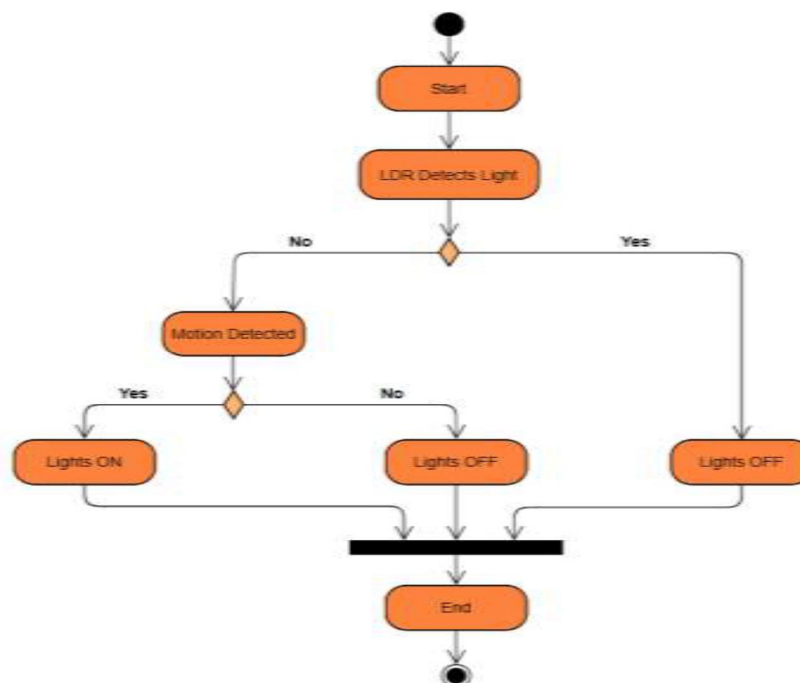 Start
LDR Detects Light
No
Yes
Motion Detected
Yes
No
Lights ON
Lights OFF
Lights OFF
End